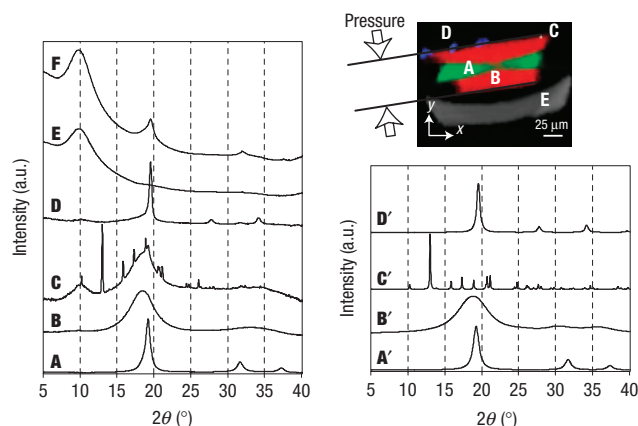 F
E
D
C
B
A
Intensity (a.u.)
5 10 15 20 25 30 35 40
2θ (°)
Pressure
D
C
A
B
E
y
x
25 μm
D′
C′
B′
A′
Intensity (a.u.)
5 10 15 20 25 30 35 40
2θ (°)